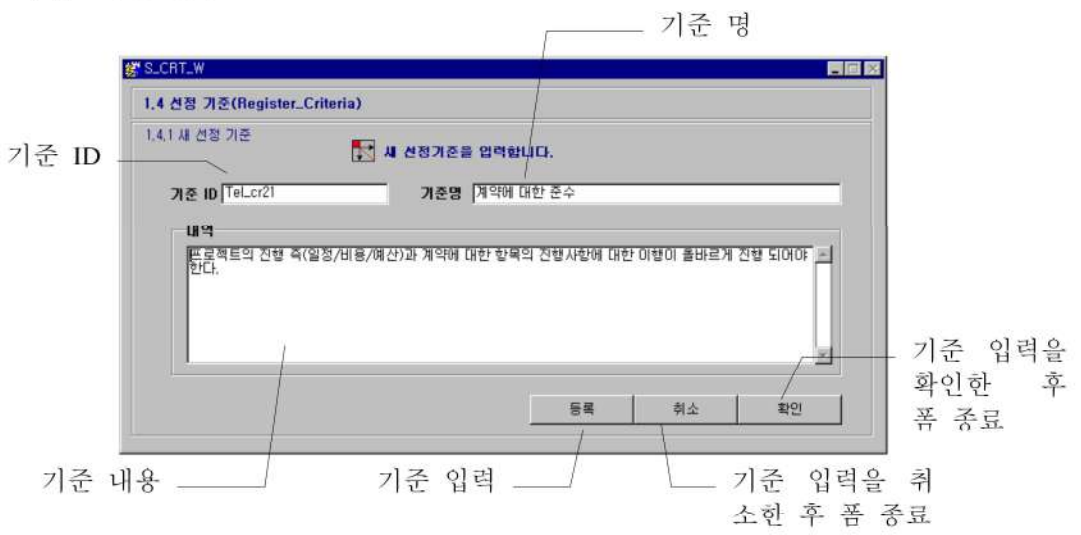 기준 명
S_CRT_W
1.4 선정 기준(Register_Criteria)
1.4.1 새 선정 기준
새 선정기준을 입력합니다.
기준 ID
기준 ID Tel_cr21 기준명 계약에 대한 준수
내역
프로젝트의 진행 즉(일정/비용/예산)과 계약에 대한 항목의 진행사항에 대한 이행이 올바르게 진행 되어야
한다.
기준 입력을
확인한 후
폼 종료
등록 취소 확인
기준 내용 기준 입력 기준 입력을 취
소한 후 폼 종료